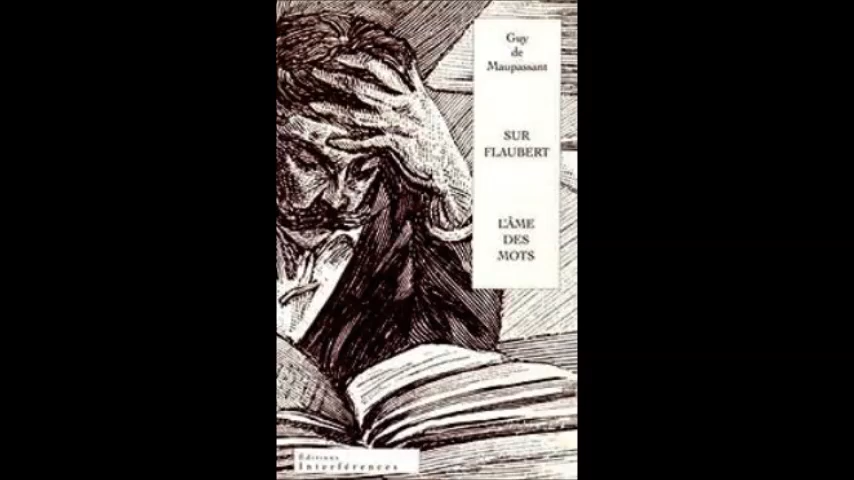 Guy
de
Maupassant
SUR
FLAUBERT
L'ÂME
DES
MOTS
Éditions
Interférences